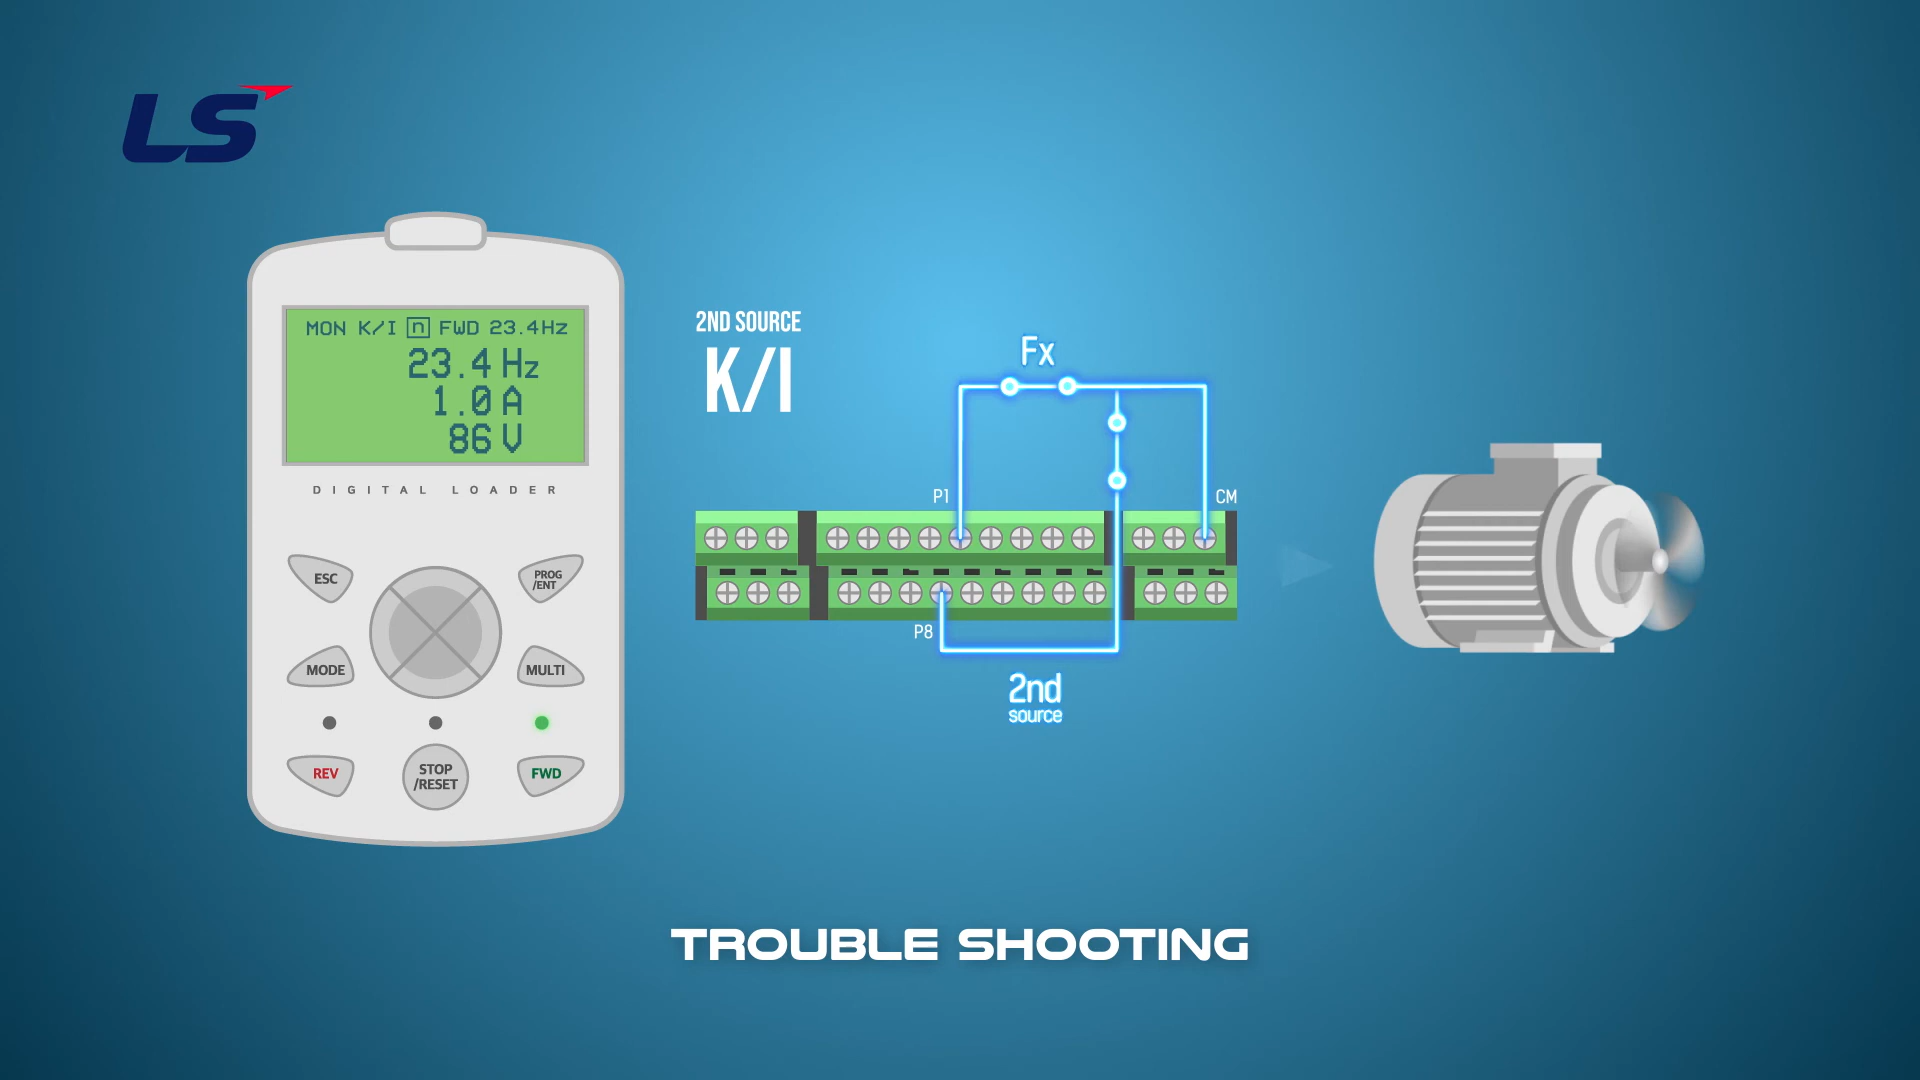 LS
MON K/I n FWD 23.4Hz
23.4 Hz
1.0 A
86 V
DIGITAL LOADER
ESC
PROG
/ENT
MODE
MULTI
REV
STOP
/RESET
FWD
2ND SOURCE
K/I
Fx
P1
CM
P8
2nd
source
TROUBLE SHOOTING